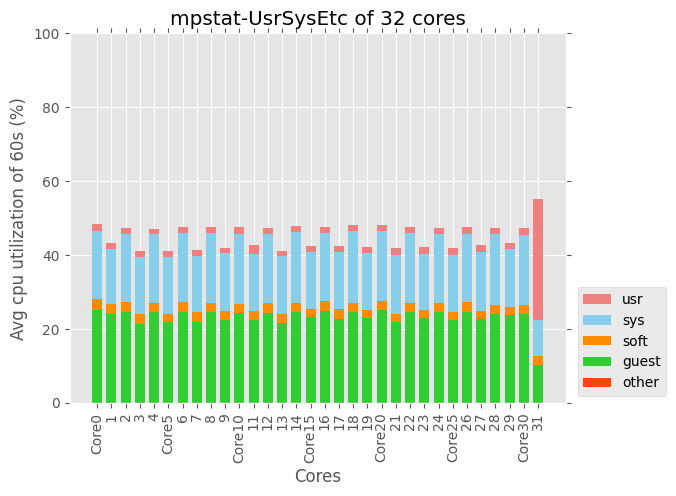 mpstat-UsrSysEtc of 32 cores
Avg cpu utilization of 60s (%)
100
80
60
40
20
0
Core0
1
2
3
4
Core5
6
7
8
9
Core10
11
12
13
14
Core15
16
17
18
19
Core20
21
22
23
24
Core25
26
27
28
29
Core30
31
Cores
usr
sys
soft
guest
other